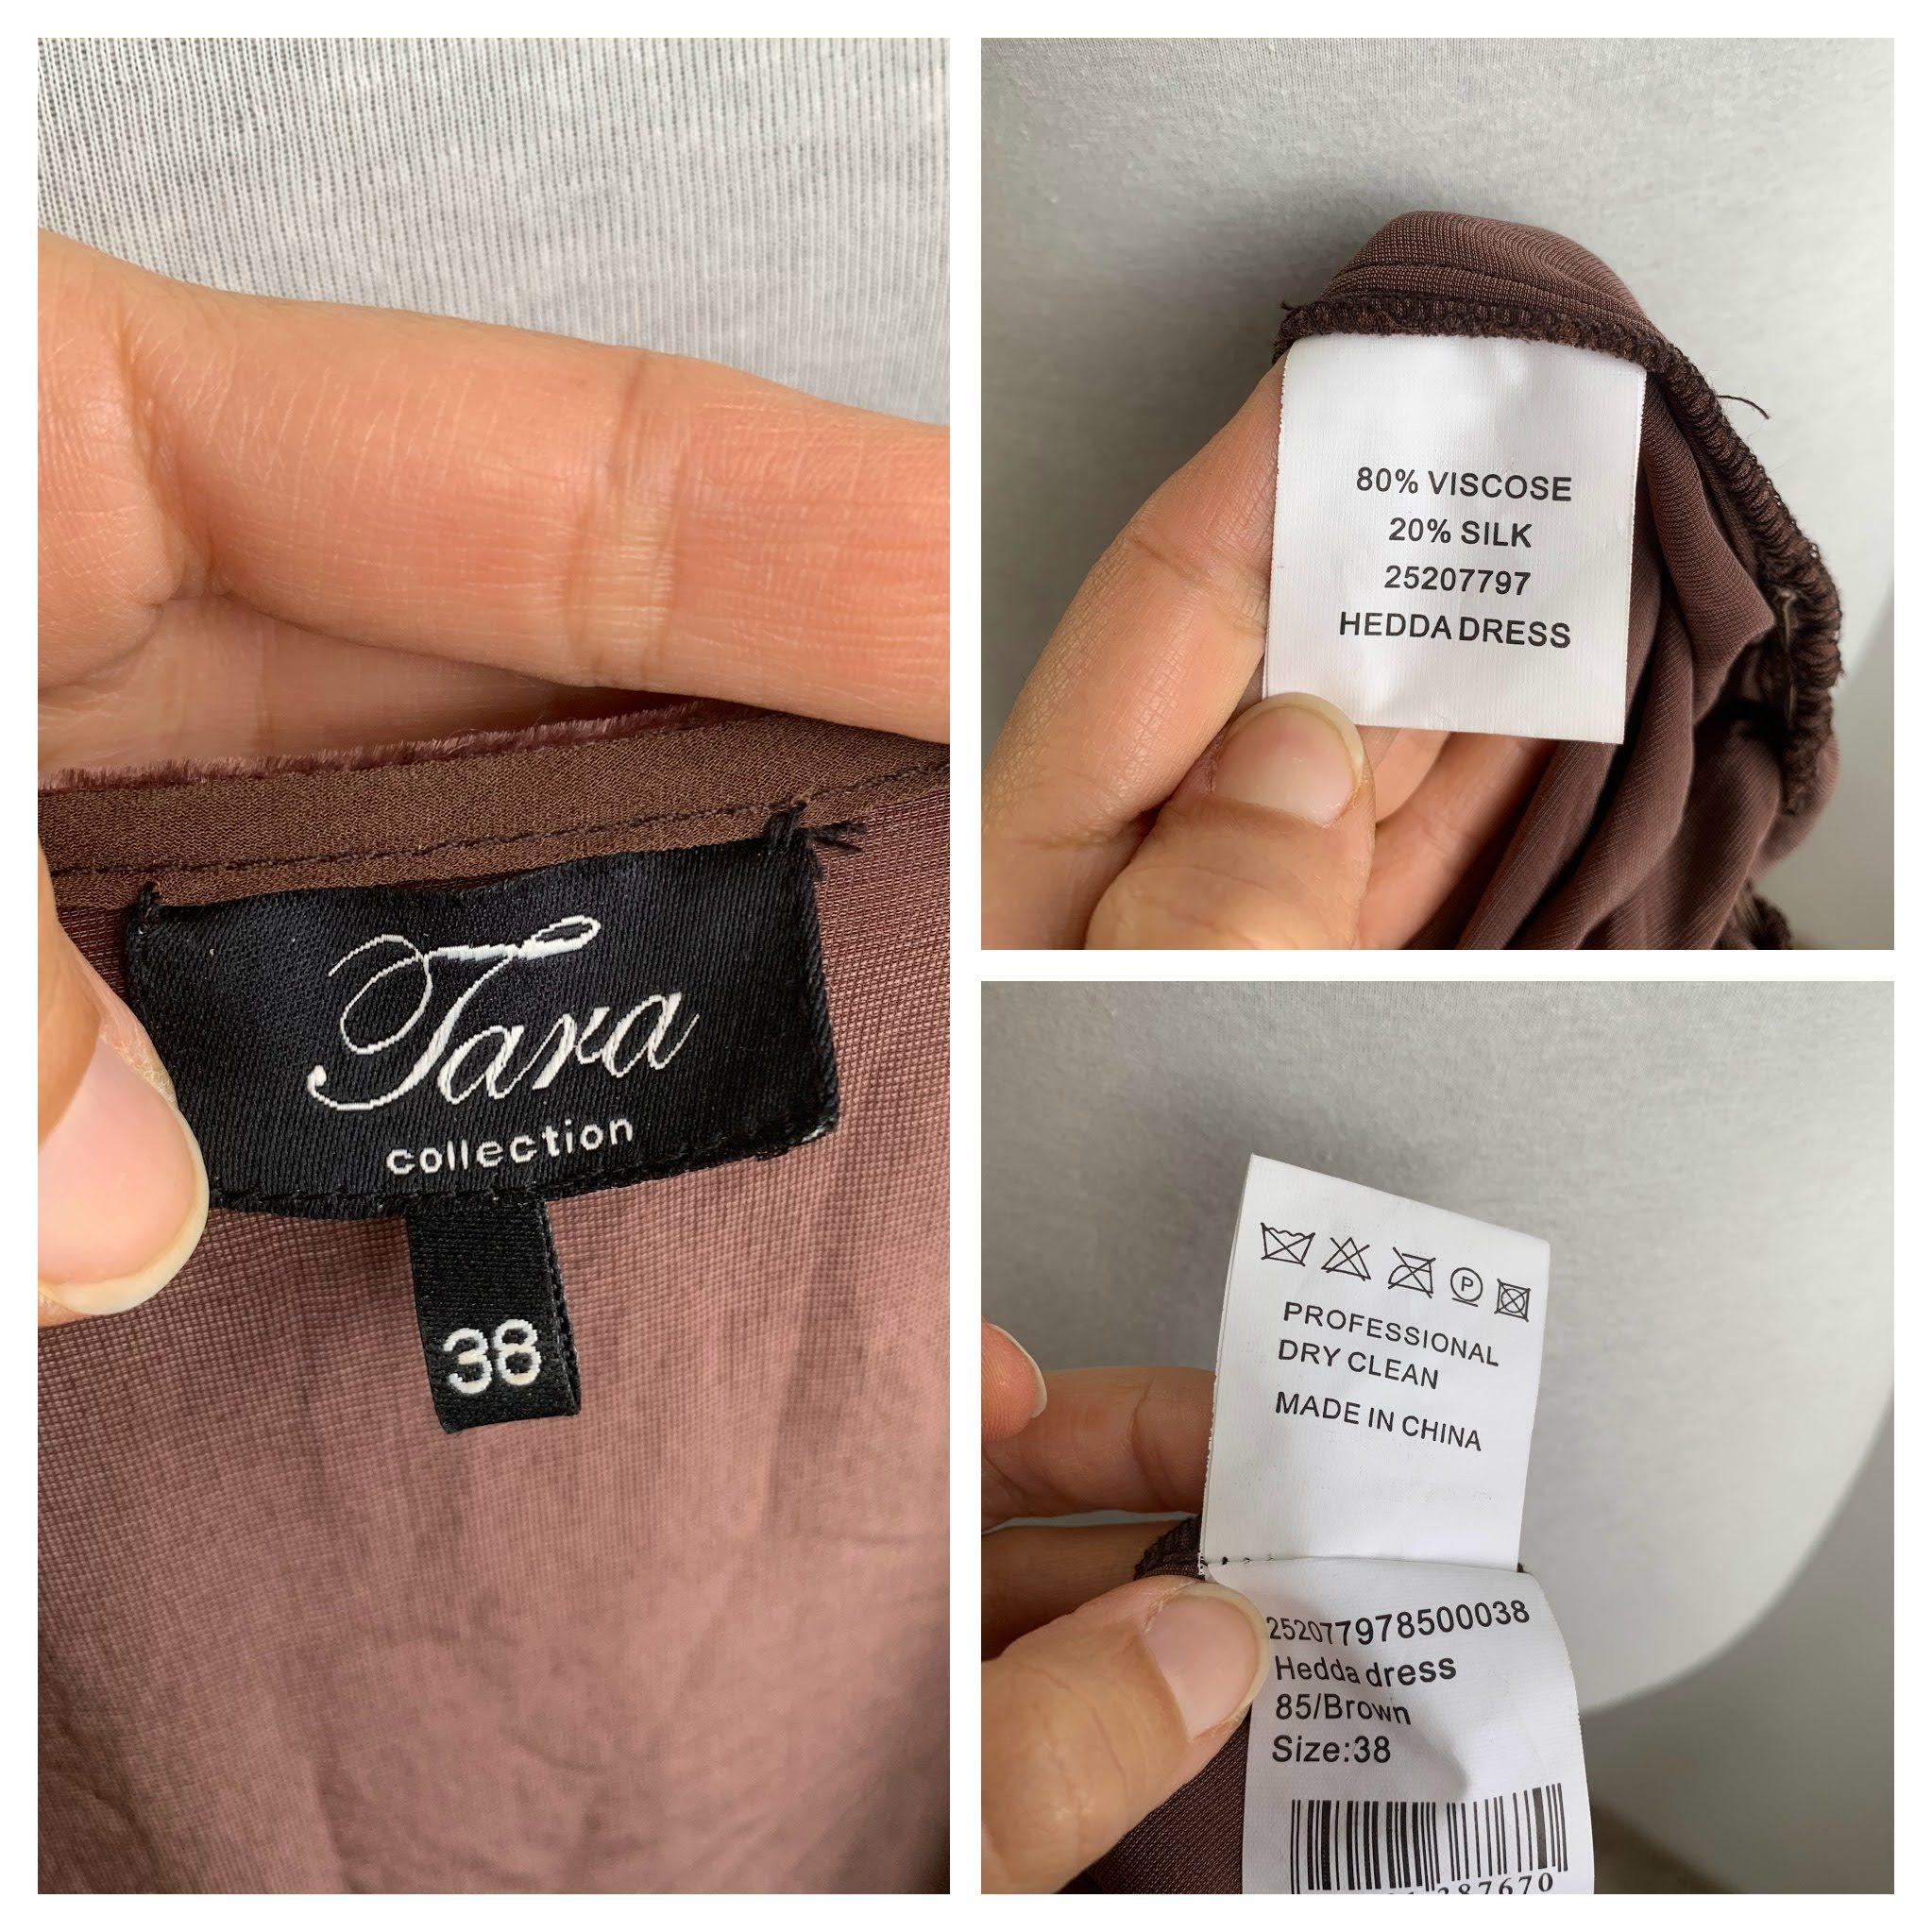 Tara
collection
38
80% VISCOSE
20% SILK
25207797
HEDDA DRESS
P
PROFESSIONAL
DRY CLEAN
MADE IN CHINA
252077978500038
Hedda dress
85/Brown
Size:38
287670